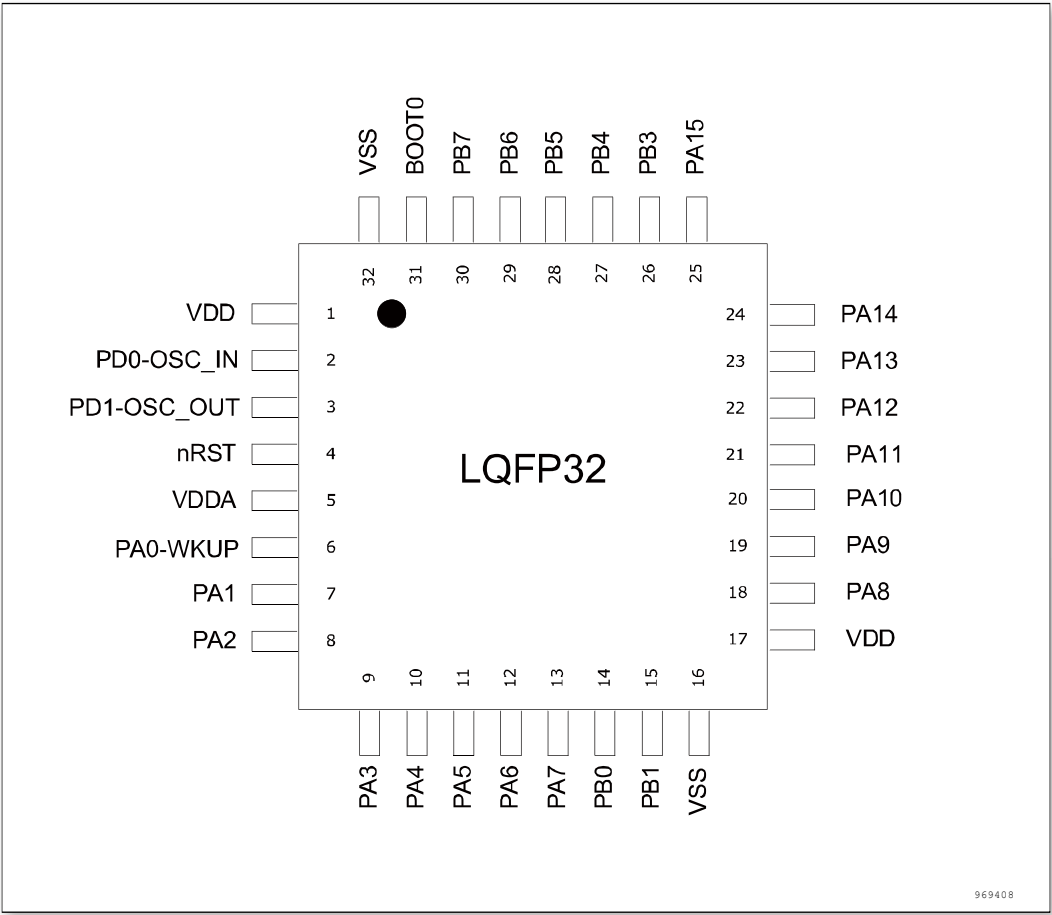 VSS BOOT0 PB7 PB6 PB5 PB4 PB3 PA15
32 31 30 29 28 27 26 25
VDD 1 24 PA14
PD0-OSC_IN 2 23 PA13
PD1-OSC_OUT 3 22 PA12
nRST 4 21 PA11
LQFP32
VDDA 5 20 PA10
PA0-WKUP 6 19 PA9
PA1 7 18 PA8
PA2 8 17 VDD
9 10 11 12 13 14 15 16
PA3 PA4 PA5 PA6 PA7 PB0 PB1 VSS
969408